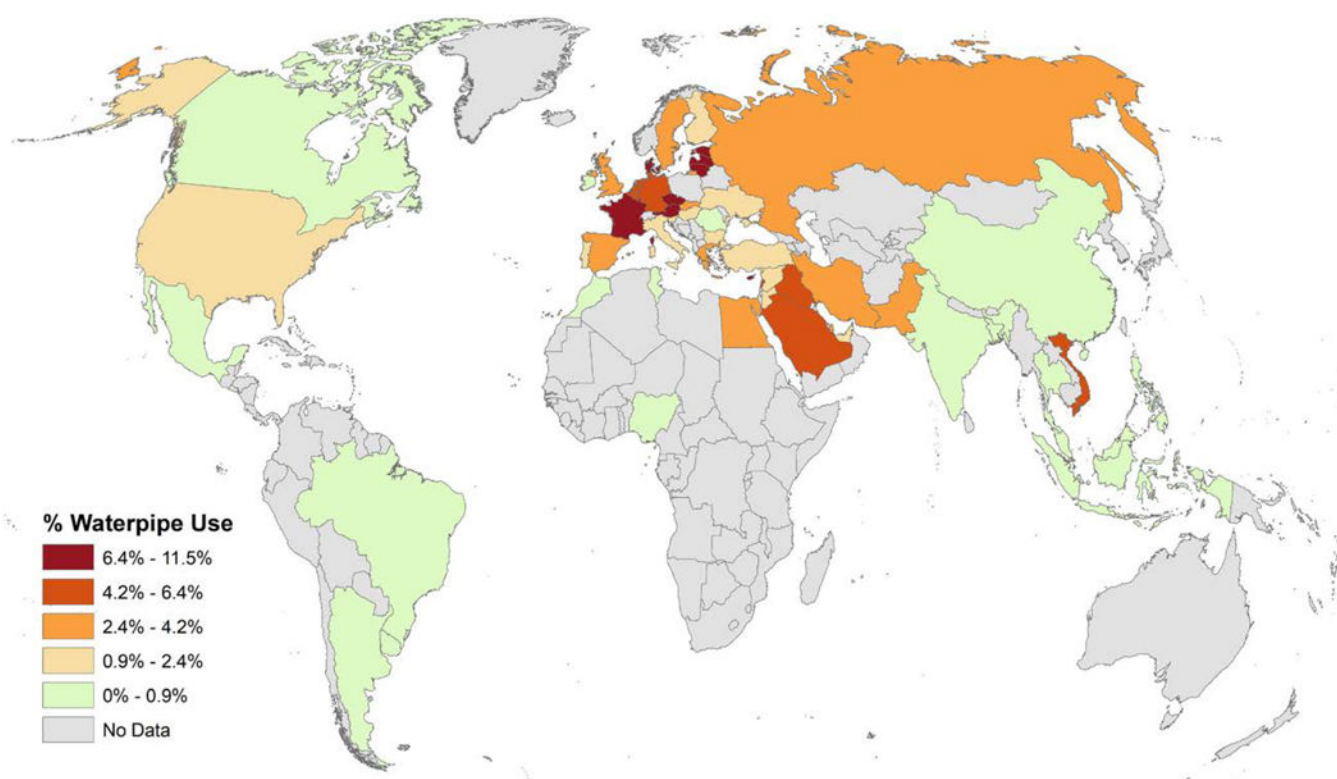 % Waterpipe Use
6.4% - 11.5%
4.2% - 6.4%
2.4% - 4.2%
0.9% - 2.4%
0% - 0.9%
No Data